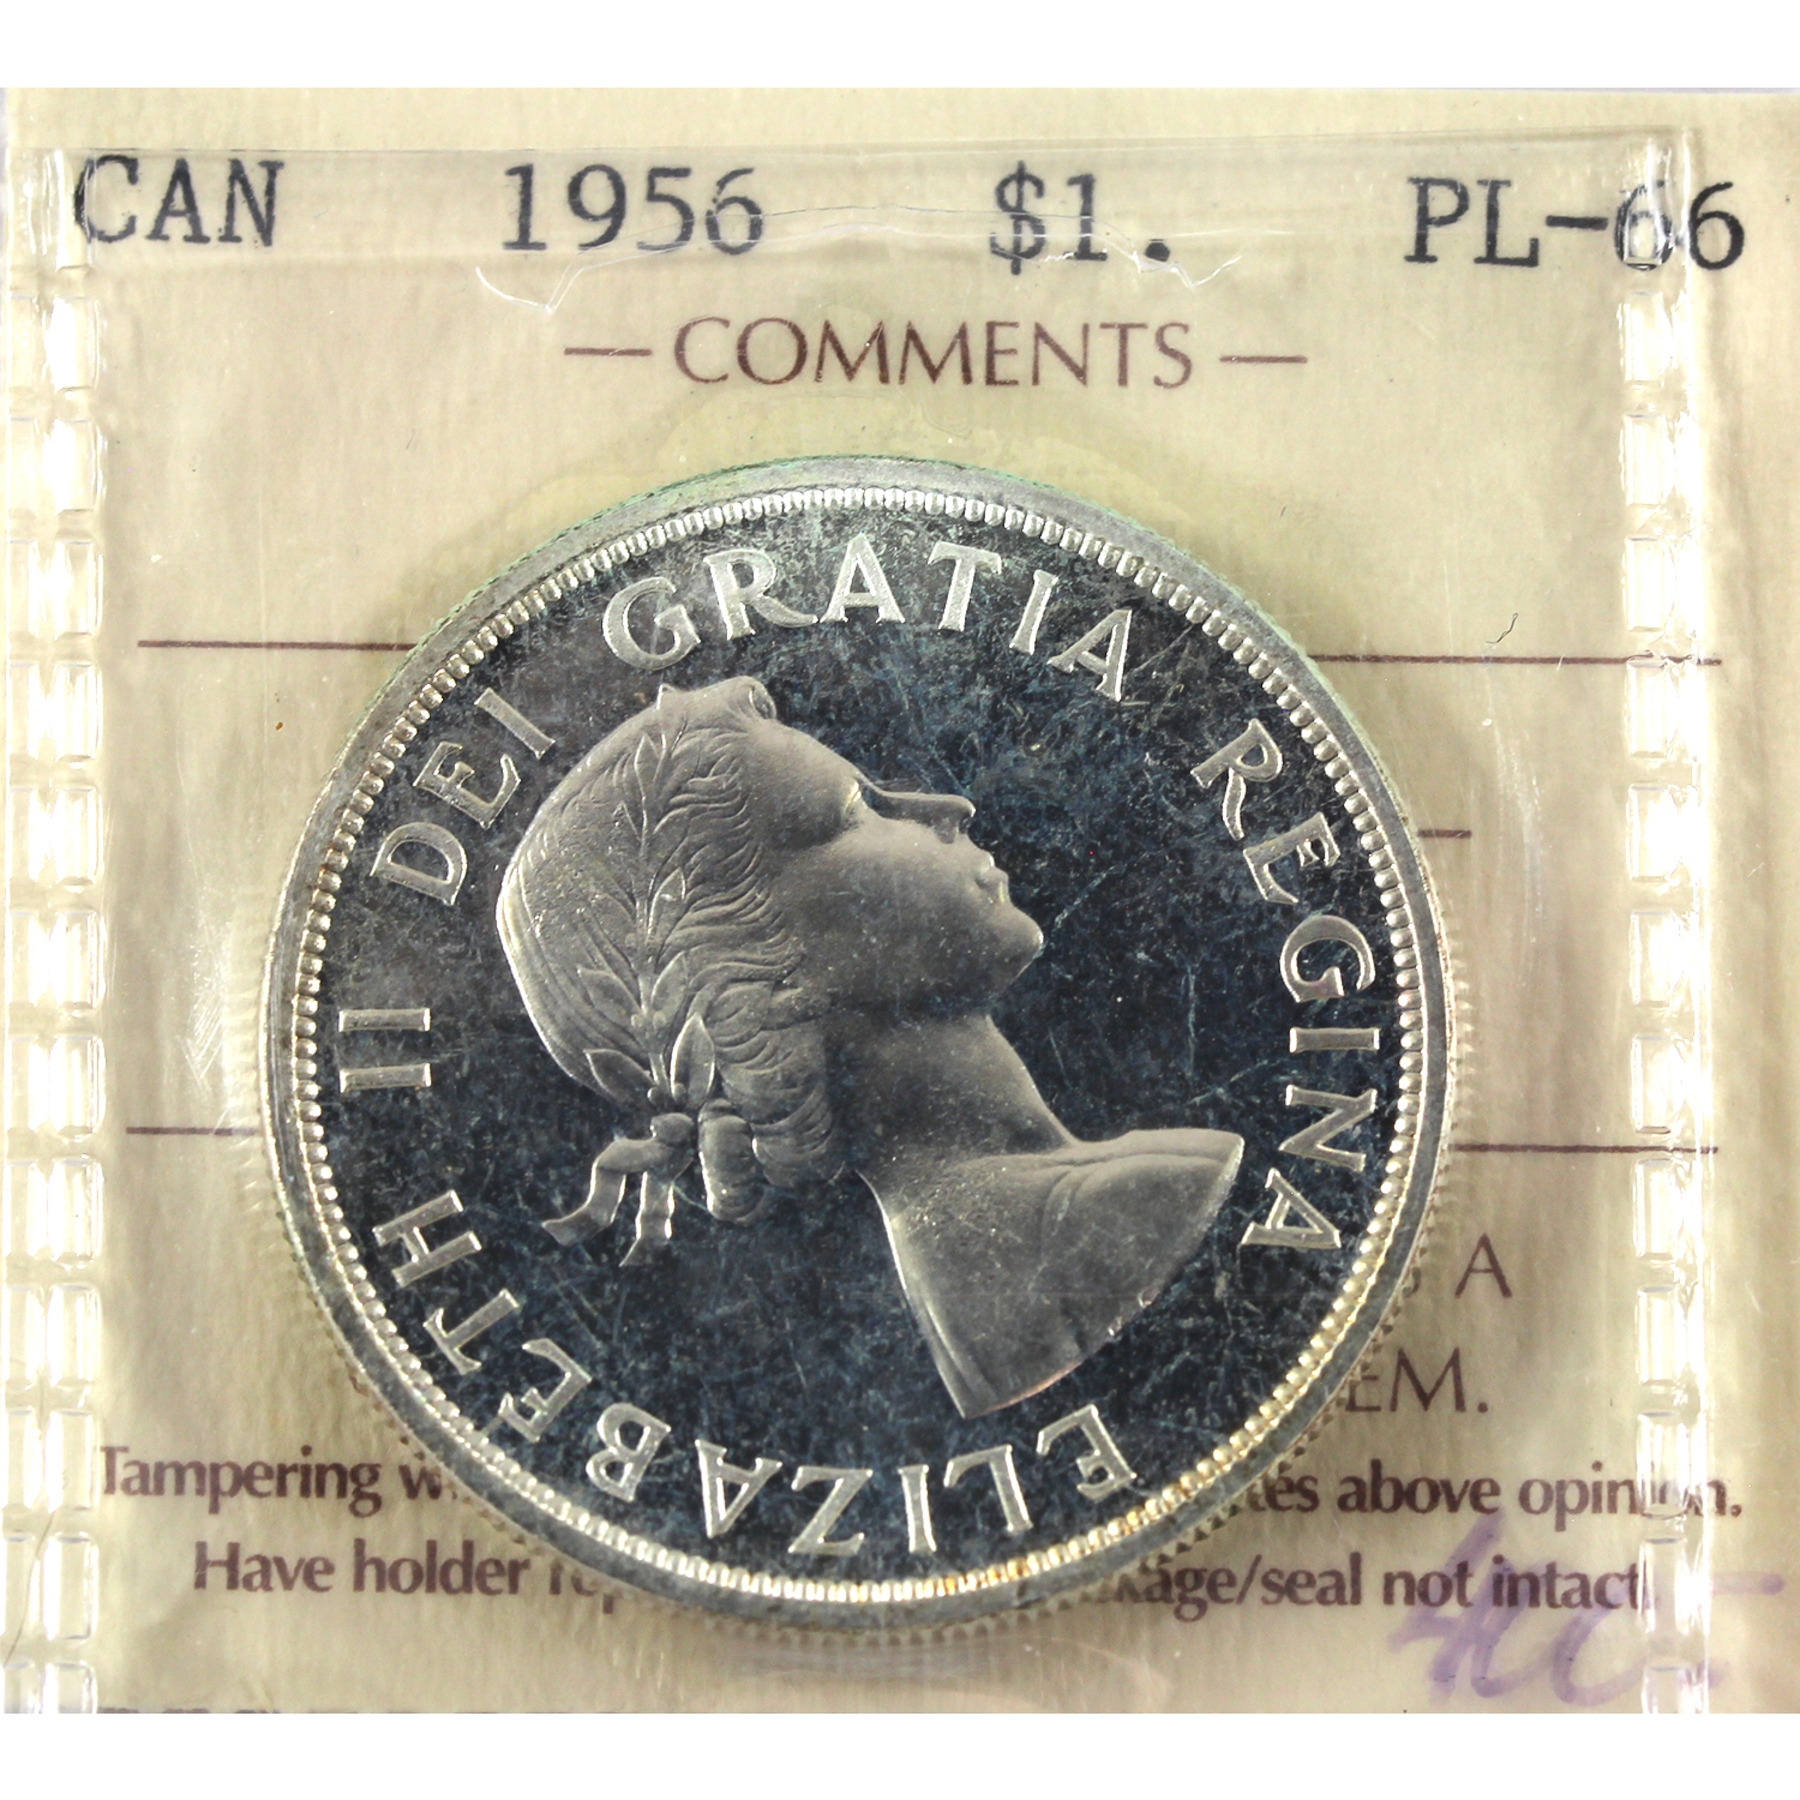 CAN 1956 $1. PL-66
— COMMENTS —
ELIZABETH II DEI GRATIA REGINA
A
EM.
Tampering w tes above opinion.
Have holder kage/seal not intact.